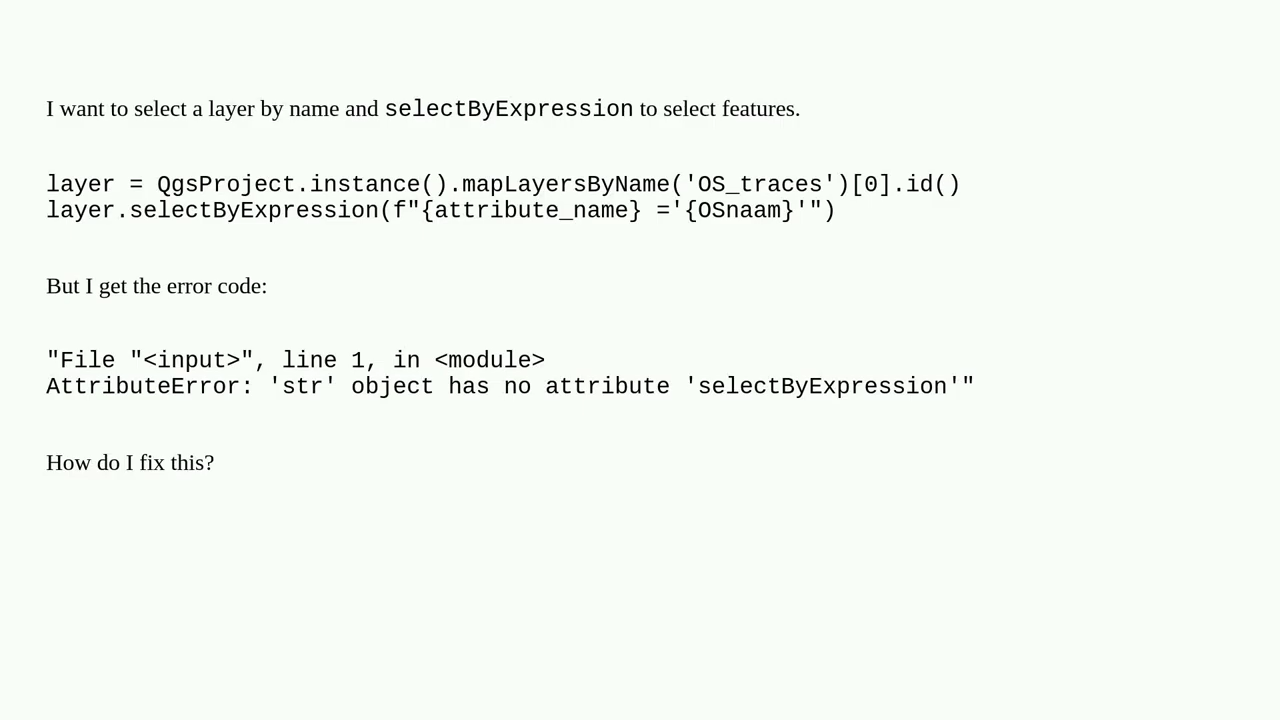 I want to select a layer by name and selectByExpression to select features.
layer = QgsProject.instance().mapLayersByName('OS_traces')[0].id()
layer.selectByExpression(f"{attribute_name} ='{OSnaam}'")
But I get the error code:
"File "<input>", line 1, in <module>
AttributeError: 'str' object has no attribute 'selectByExpression'"
How do I fix this?